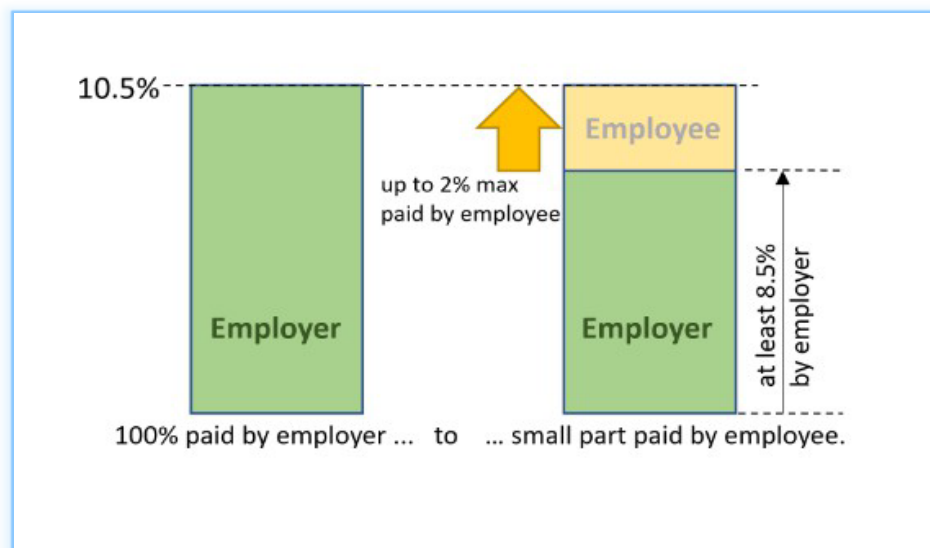 10.5%
Employee
up to 2% max
paid by employee
at least 8.5%
by employer
Employer
Employer
100% paid by employer ... to ... small part paid by employee.